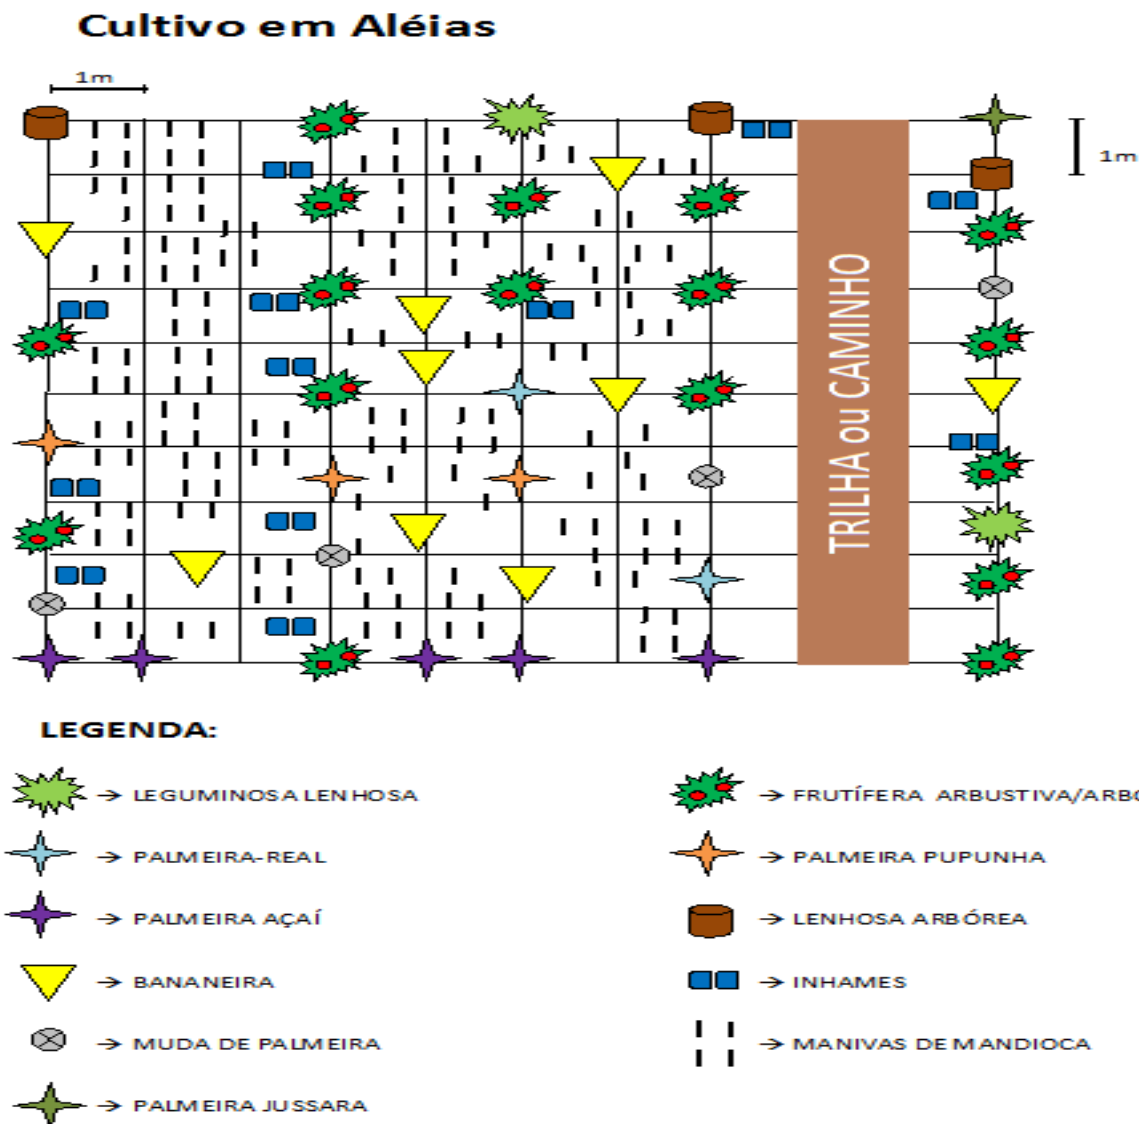 Cultivo em Aléias
1m
1m
TRILHA ou CAMINHO
LEGENDA:
→ LEGUMINOSA LENHOSA
→ FRUTÍFERA ARBUSTIVA/ARBO
→ PALMEIRA-REAL
→ PALMEIRA PUPUNHA
→ PALMEIRA AÇAÍ
→ LENHOSA ARBÓREA
→ BANANEIRA
→ INHAMES
→ MUDA DE PALMEIRA
→ MANIVAS DE MANDIOCA
→ PALMEIRA JUSSARA